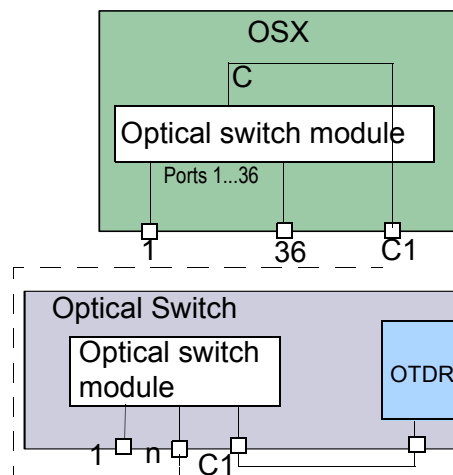 OSX
C
Optical switch module
Ports 1...36
1
36
C1
Optical Switch
Optical switch
module
OTDR
1
n
C1